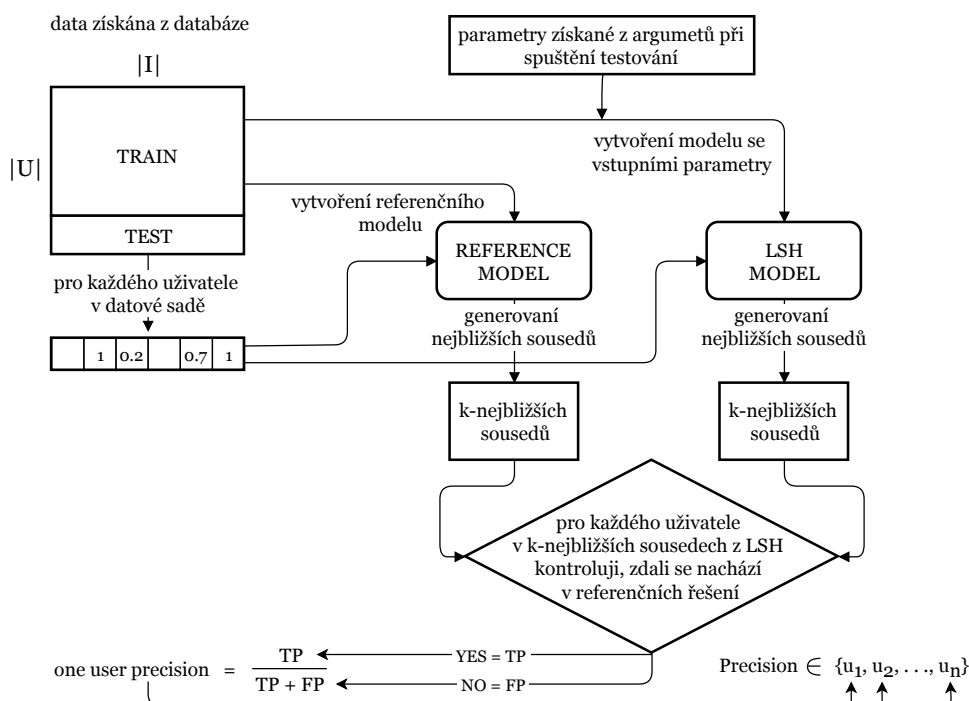 data získána z databáze
|I|
|U|
TRAIN
TEST
parametry získané z argumetů při
spuštění testování
vytvoření modelu se
vstupními parametry
vytvoření referenčního
modelu
REFERENCE
MODEL
LSH
MODEL
pro každého uživatele
v datové sadě
1 0.2 0.7 1
generovaní
nejbližších sousedů
generovaní
nejbližších sousedů
k-nejbližších
sousedů
k-nejbližších
sousedů
pro každého uživatele
v k-nejbližších sousedech z LSH
kontroluji, zdali se nachází
v referenčních řešení
one user precision = TP
TP + FP
YES = TP
NO = FP
Precision ∈ {u1, u2, . . ., un}